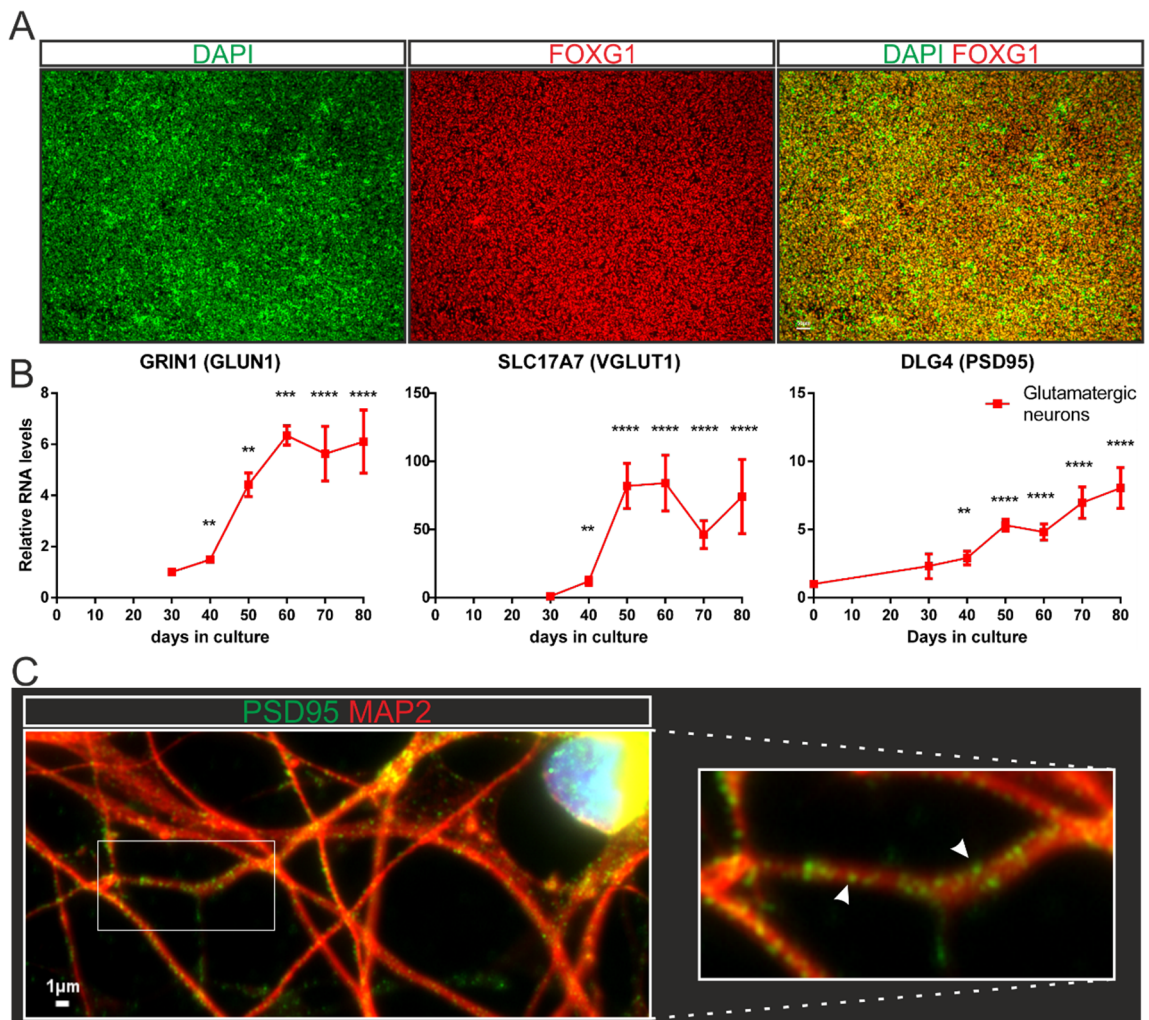 A
DAPI
FOXG1
DAPI FOXG1
B
GRIN1 (GLUN1)
SLC17A7 (VGLUT1)
DLG4 (PSD95)
Relative RNA levels
8
6
4
2
0
** ** *** **** ****
0 10 20 30 40 50 60 70 80
days in culture
150
100
50
0
** **** **** **** ****
0 10 20 30 40 50 60 70 80
days in culture
15
10
5
0
Glutamatergic
neurons
** **** **** **** ****
0 10 20 30 40 50 60 70 80
Days in culture
C
PSD95 MAP2
1μm